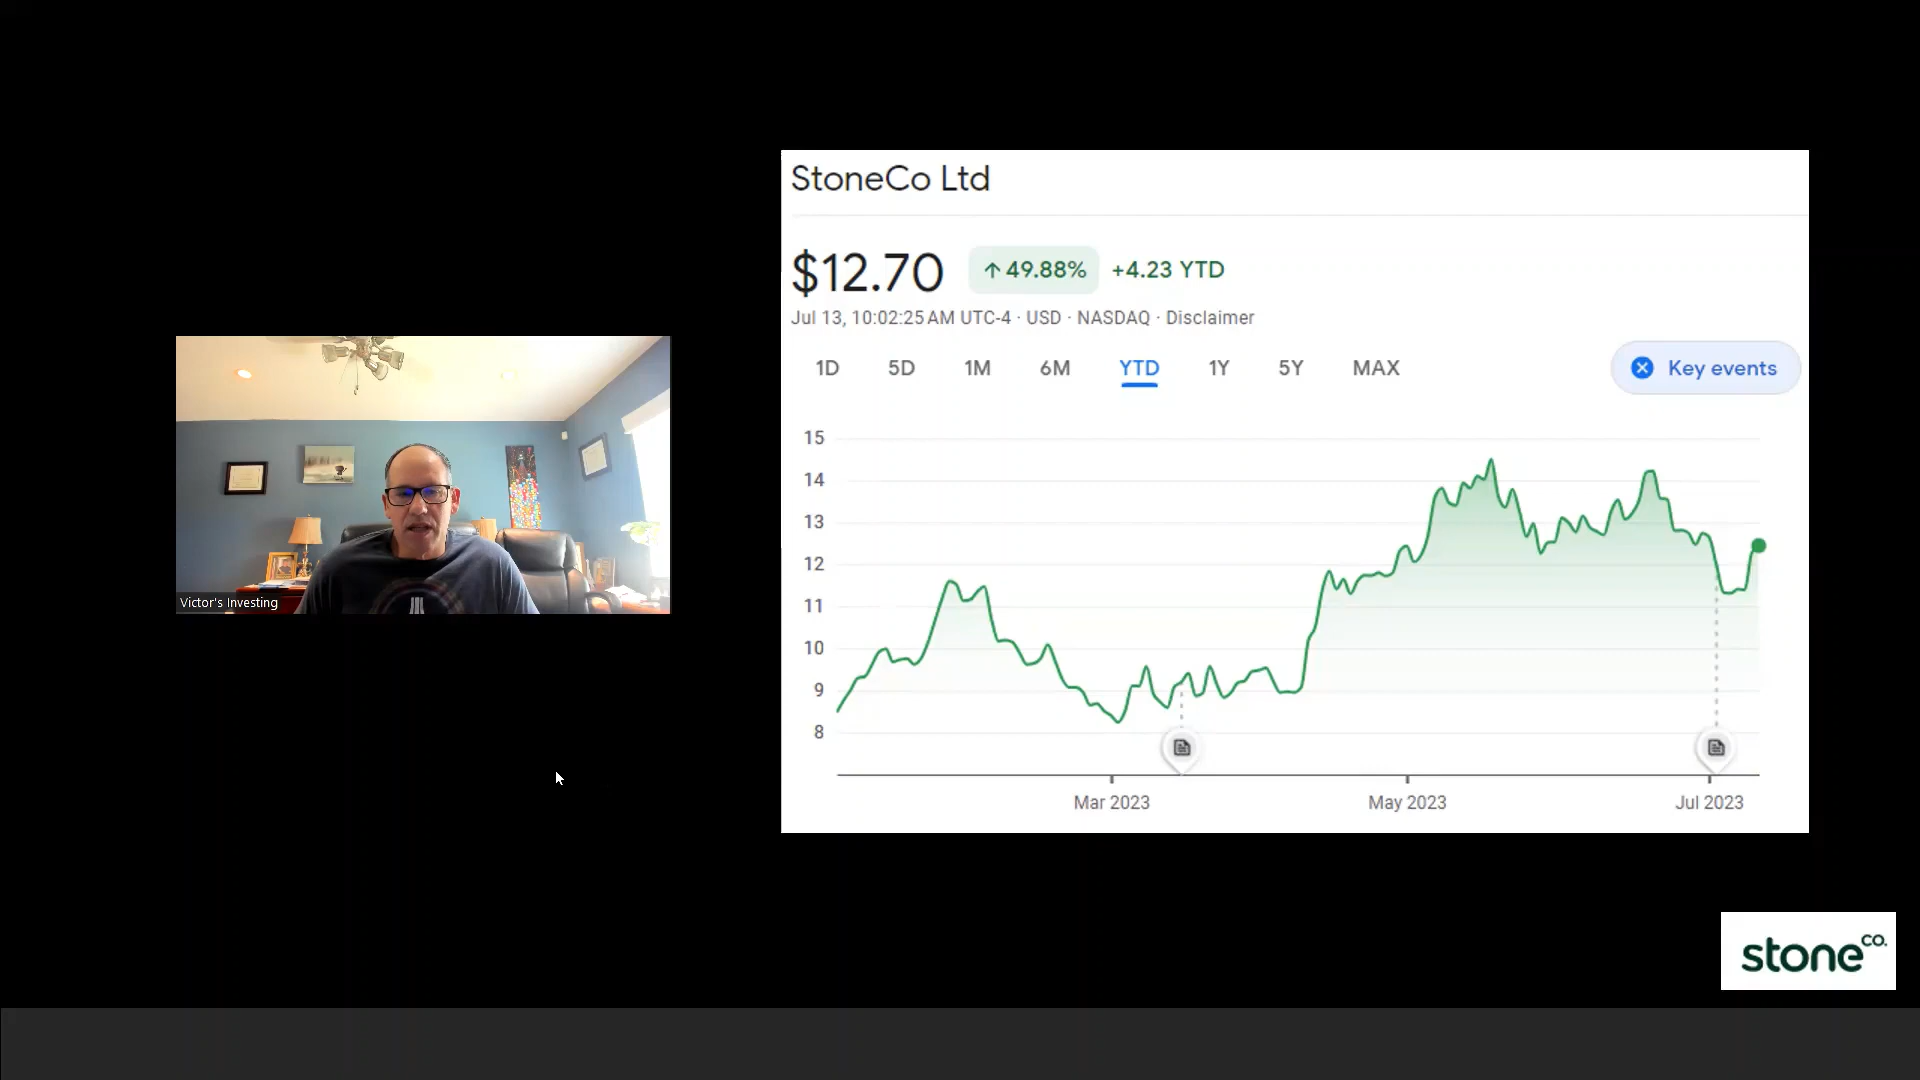 StoneCo Ltd
$12.70 ↑ 49.88% +4.23 YTD
Jul 13, 10:02:25 AM UTC-4 · USD · NASDAQ · Disclaimer
1D 5D 1M 6M YTD 1Y 5Y MAX Key events
15
14
13
12
11
10
9
8
Mar 2023 May 2023 Jul 2023
Victor's Investing
stone co.